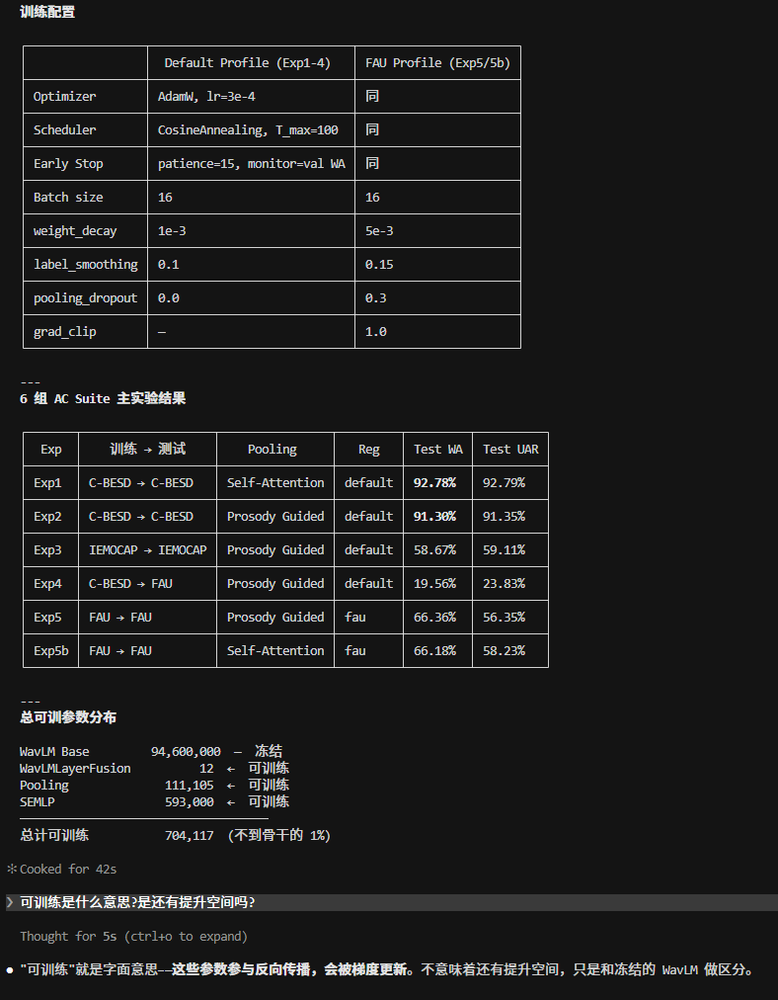 训练配置
Default Profile (Exp1-4) FAU Profile (Exp5/5b)
Optimizer AdamW, lr=3e-4 同
Scheduler CosineAnnealing, T_max=100 同
Early Stop patience=15, monitor=val WA 同
Batch size 16 16
weight_decay 1e-3 5e-3
label_smoothing 0.1 0.15
pooling_dropout 0.0 0.3
grad_clip — 1.0
---
6 组 AC Suite 主实验结果
Exp 训练 → 测试 Pooling Reg Test WA Test UAR
Exp1 C-BESD → C-BESD Self-Attention default 92.78% 92.79%
Exp2 C-BESD → C-BESD Prosody Guided default 91.30% 91.35%
Exp3 IEMOCAP → IEMOCAP Prosody Guided default 58.67% 59.11%
Exp4 C-BESD → FAU Prosody Guided default 19.56% 23.83%
Exp5 FAU → FAU Prosody Guided fau 66.36% 56.35%
Exp5b FAU → FAU Self-Attention fau 66.18% 58.23%
---
总可训参数分布
WavLM Base 94,600,000 — 冻结
WavLMLayerFusion 12 ← 可训练
Pooling 111,105 ← 可训练
SEMLP 593,000 ← 可训练
总计可训练 704,117 (不到骨干的 1%)
✻ Cooked for 42s
❯ 可训练是什么意思?是还有提升空间吗?
Thought for 5s (ctrl+o to expand)
● "可训练"就是字面意思——这些参数参与反向传播，会被梯度更新。不意味着还有提升空间，只是和冻结的 WavLM 做区分。